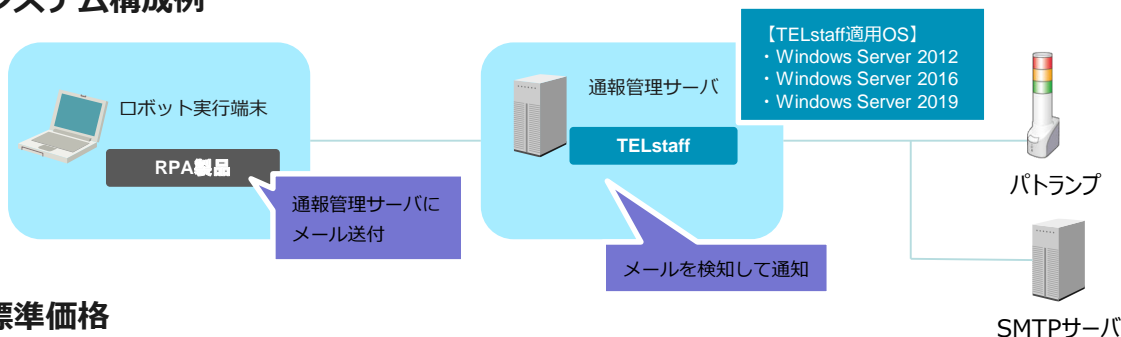 システム構成例
【TELstaff適用OS】
・Windows Server 2012
・Windows Server 2016
・Windows Server 2019
ロボット実行端末
RPA製品
通報管理サーバ
TELstaff
通報管理サーバに
メール送付
メールを検知して通知
パトランプ
SMTPサーバ
標準価格